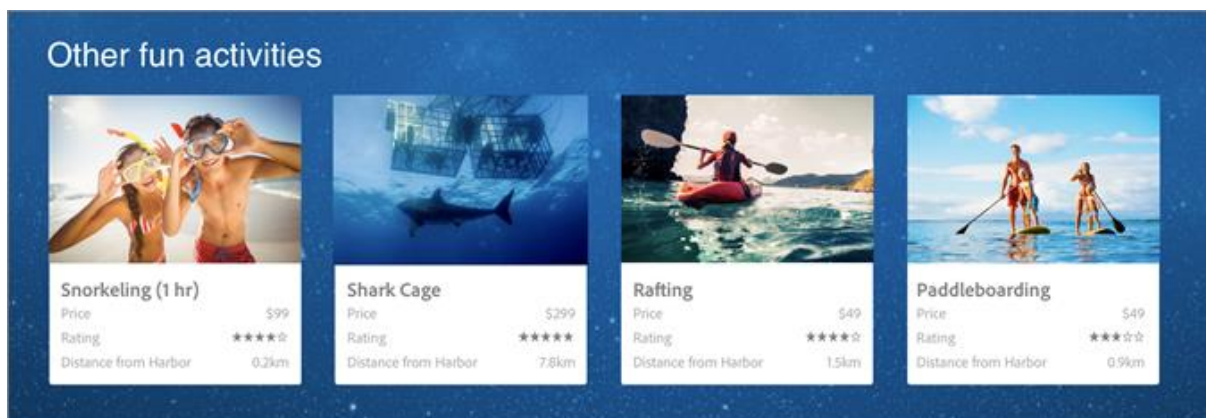 Other fun activities
Snorkeling (1 hr)
Price $99
Rating ★★★★☆
Distance from Harbor 0.2km
Shark Cage
Price $299
Rating ★★★★★
Distance from Harbor 7.8km
Rafting
Price $49
Rating ★★★★☆
Distance from Harbor 1.5km
Paddleboarding
Price $49
Rating ★★★☆☆
Distance from Harbor 0.9km